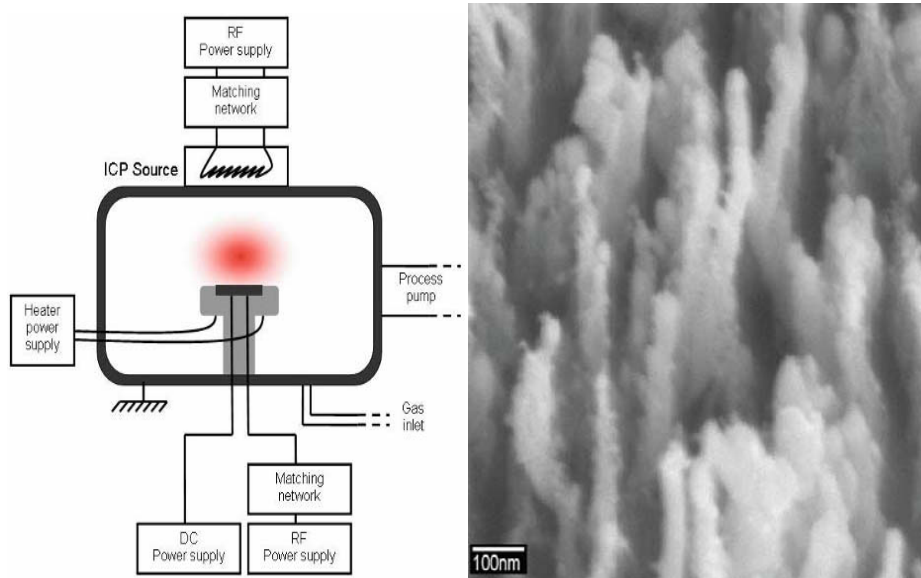 RF
Power supply
Matching
network
ICP Source
Process
pump
Heater
power
supply
Gas
inlet
Matching
network
DC
Power supply
RF
Power supply
100nm